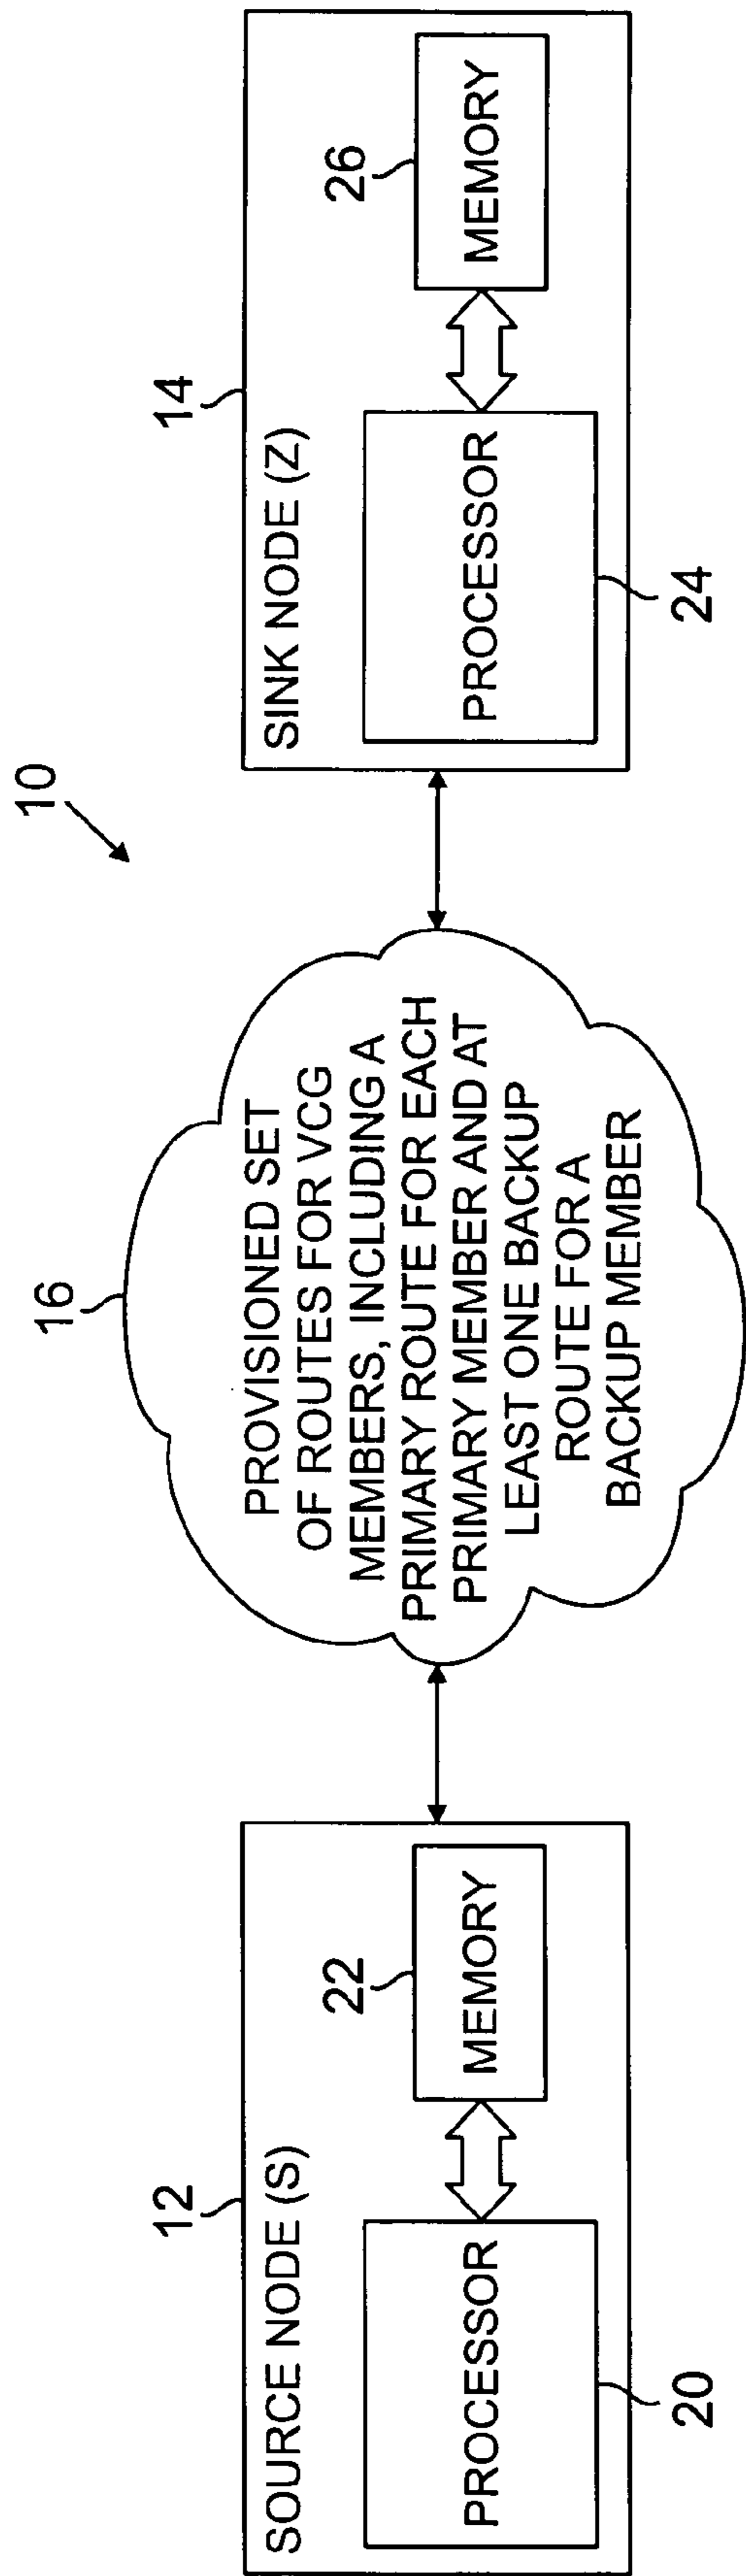 10
12
SOURCE NODE (S)
PROCESSOR
20
22
MEMORY
16
PROVISIONED SET
OF ROUTES FOR VCG
MEMBERS, INCLUDING A
PRIMARY ROUTE FOR EACH
PRIMARY MEMBER AND AT
LEAST ONE BACKUP
ROUTE FOR A
BACKUP MEMBER
14
SINK NODE (Z)
PROCESSOR
24
26
MEMORY